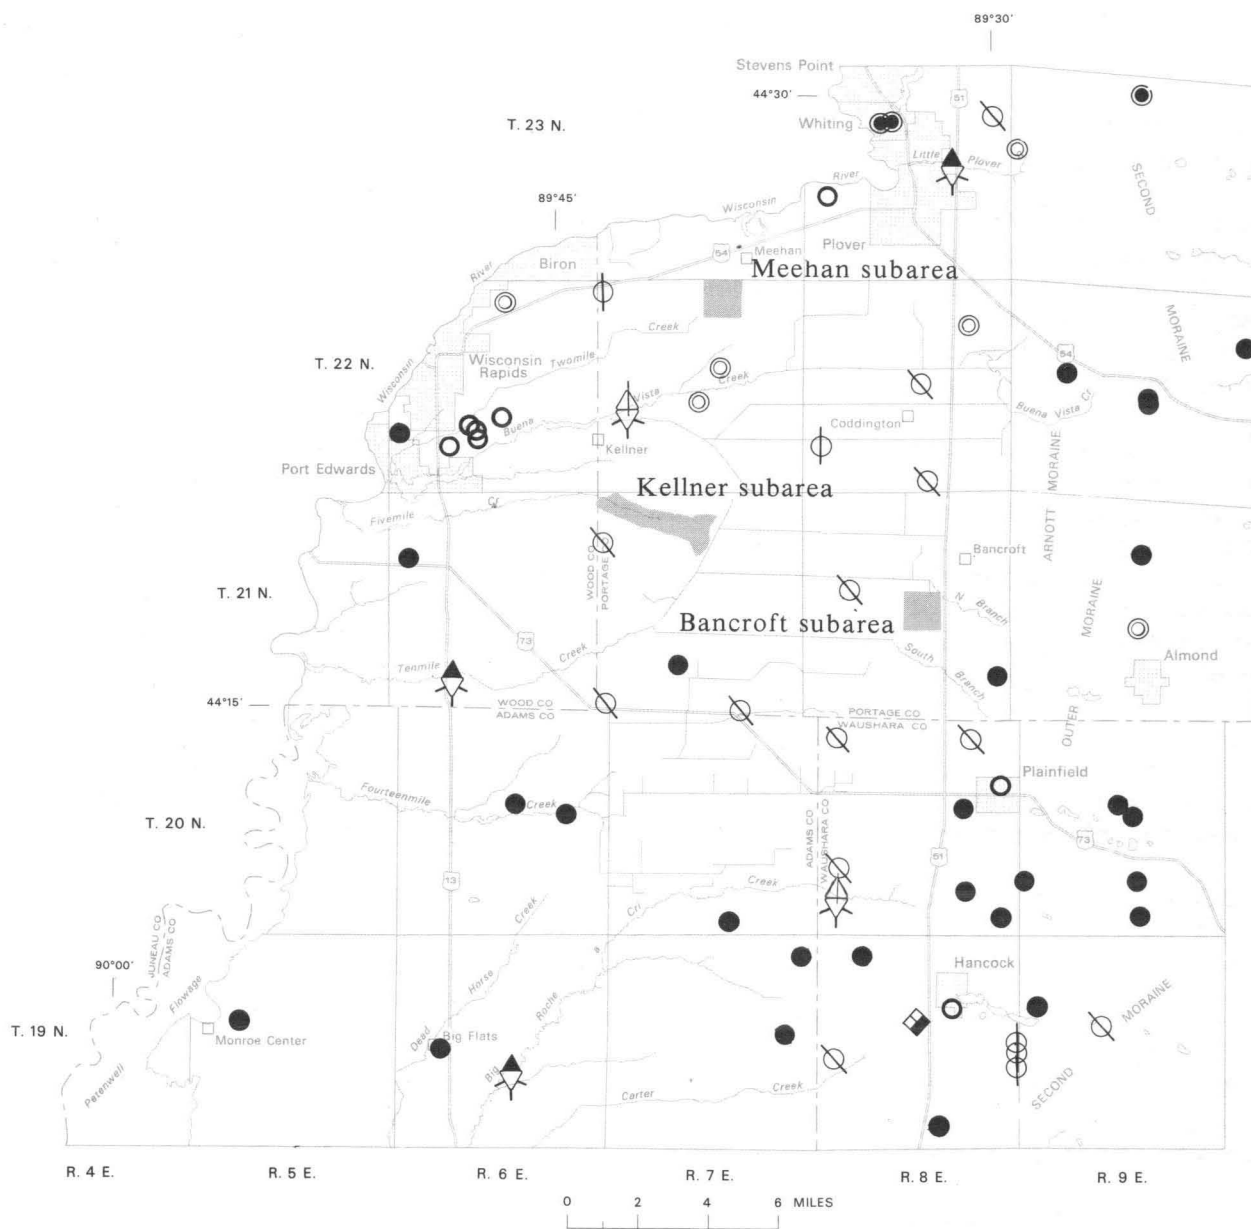 89°30'
Stevens Point
44°30'
51
Whiting
T. 23 N.
Little Plover
River
SECOND
89°45'
Wisconsin
Plover
54
Meehan
Biron
Meehan subarea
River
MORAINE
Creek
Wisconsin Rapids
Twomile
T. 22 N.
54
Wisconsin
Vista Creek
Buena Vista Cr
Buena
Coddington
Kellner
Port Edwards
MORAINE
Kellner subarea
Cr
Fivemile
ARNOTT
Bancroft
WOOD CO
PORTAGE CO
T. 21 N.
N Branch
MORAINE
Bancroft subarea
73
Creek
South Branch
Almond
Tenmile
44°15'
WOOD CO
ADAMS CO
PORTAGE CO
WAUSHARA CO
OUTER
Plainfield
Fourteenmile Creek
T. 20 N.
ADAMS CO
WAUSHARA CO
73
51
13
Creek
Creek
Cri
a
JUNEAU CO
ADAMS CO
90°00'
Hancock
Flowage
Horse
Roche
MORAINE
T. 19 N.
Monroe Center
Dead
Big Flats
Big
Petenwell
SECOND
Carter Creek
R. 4 E.
R. 5 E.
R. 6 E.
R. 7 E.
R. 8 E.
R. 9 E.
0 2 4 6 MILES